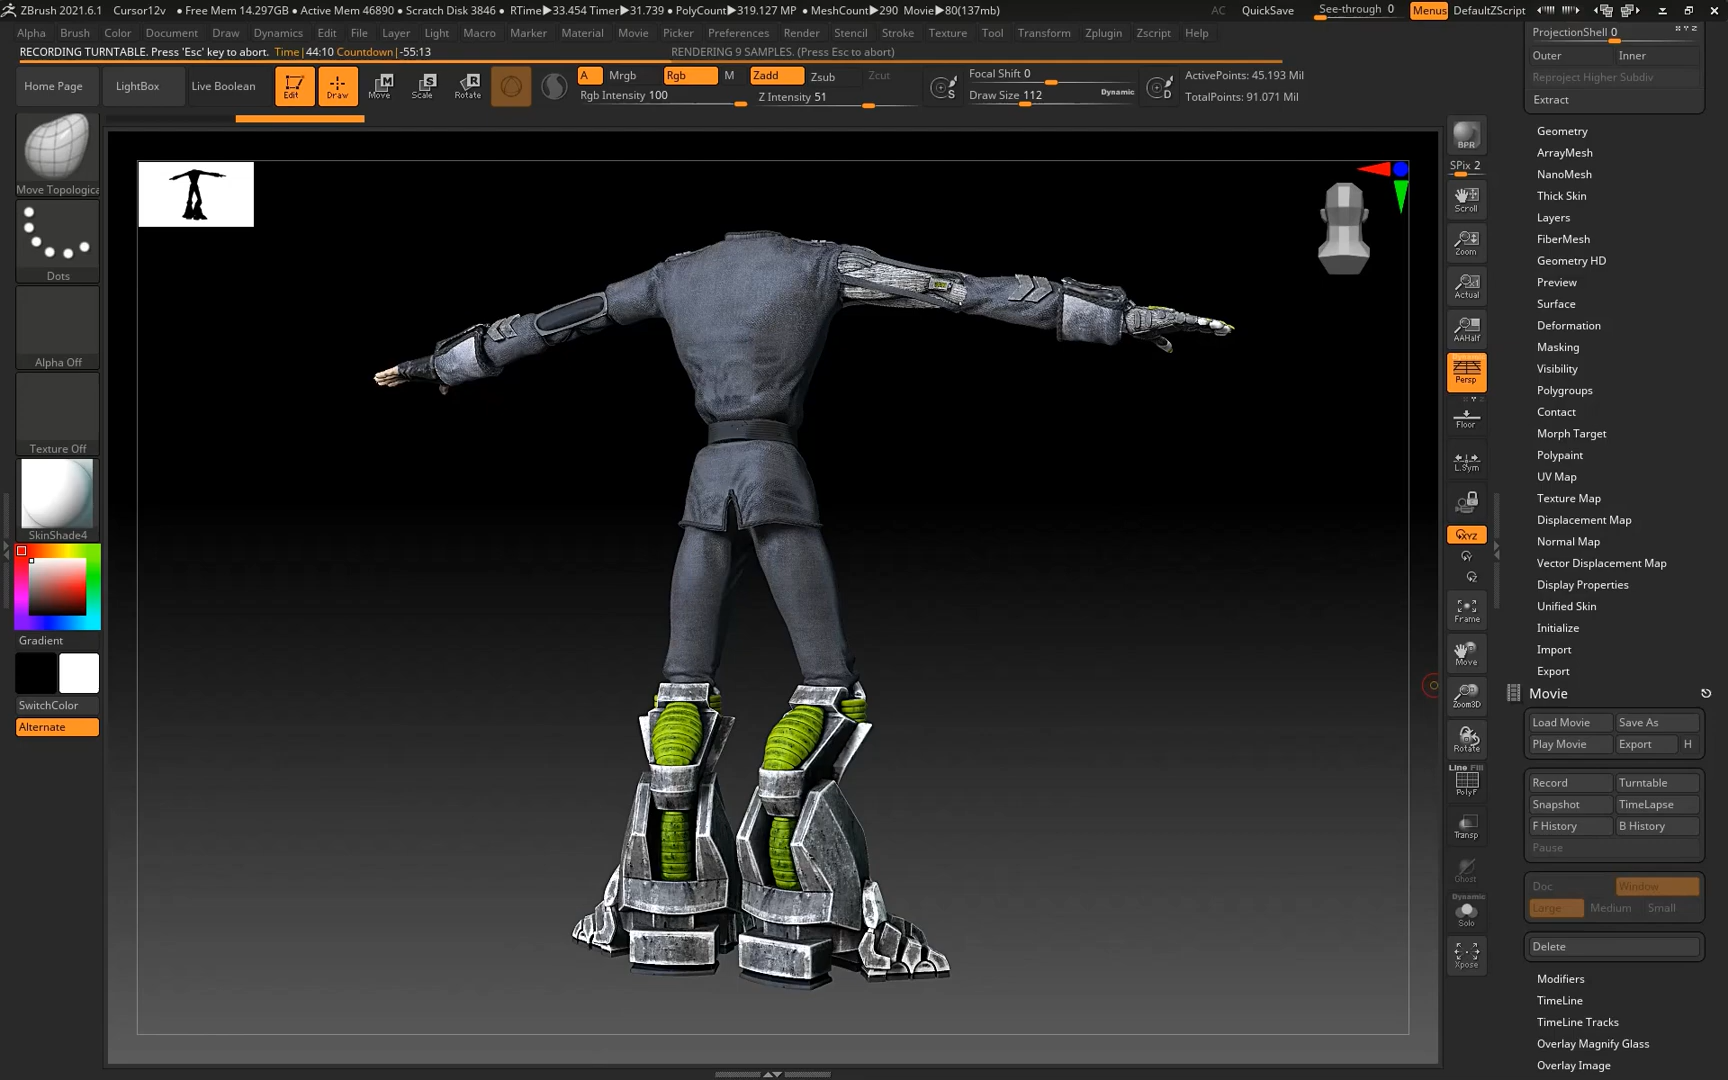 ZBrush 2021.6.1 Cursor12v ● Free Mem 14.297GB ● Active Mem 46890 ● Scratch Disk 3846 ● RTime▶33.454 Timer▶31.739 ● PolyCount▶319.127 MP ● MeshCount▶290 Movie▶80(137mb) AC QuickSave See-through 0 Menus DefaultZScript
Alpha Brush Color Document Draw Dynamics Edit File Layer Light Macro Marker Material Movie Picker Preferences Render Stencil Stroke Texture Tool Transform Zplugin Zscript Help
RECORDING TURNTABLE. Press 'Esc' key to abort. Time|44:10 Countdown|-55:13 RENDERING 9 SAMPLES. (Press Esc to abort)
Home Page LightBox Live Boolean Edit Draw Move Scale Rotate
A Mrgb Rgb M Zadd Zsub Zcut
Rgb Intensity 100 Z Intensity 51
S Focal Shift 0
Draw Size 112 Dynamic D
ActivePoints: 45.193 Mil
TotalPoints: 91.071 Mil
Move Topologica
Dots
Alpha Off
Texture Off
SkinShade4
Gradient
SwitchColor
Alternate
BPR
SPix 2
Scroll
Zoom
Actual
AAHalf
Dynamic
Persp
Floor
L.Sym
XYZ
Y
Z
Frame
Move
Zoom3D
Rotate
Line Fill
PolyF
Transp
Ghost
Dynamic
Solo
Xpose
ProjectionShell 0 X Y Z
Outer Inner
Reproject Higher Subdiv
Extract
Geometry
ArrayMesh
NanoMesh
Thick Skin
Layers
FiberMesh
Geometry HD
Preview
Surface
Deformation
Masking
Visibility
Polygroups
Contact
Morph Target
Polypaint
UV Map
Texture Map
Displacement Map
Normal Map
Vector Displacement Map
Display Properties
Unified Skin
Initialize
Import
Export
Movie
Load Movie Save As
Play Movie Export H
Record Turntable
Snapshot TimeLapse
F History B History
Pause
Doc Window
Large Medium Small
Delete
Modifiers
TimeLine
TimeLine Tracks
Overlay Magnify Glass
Overlay Image